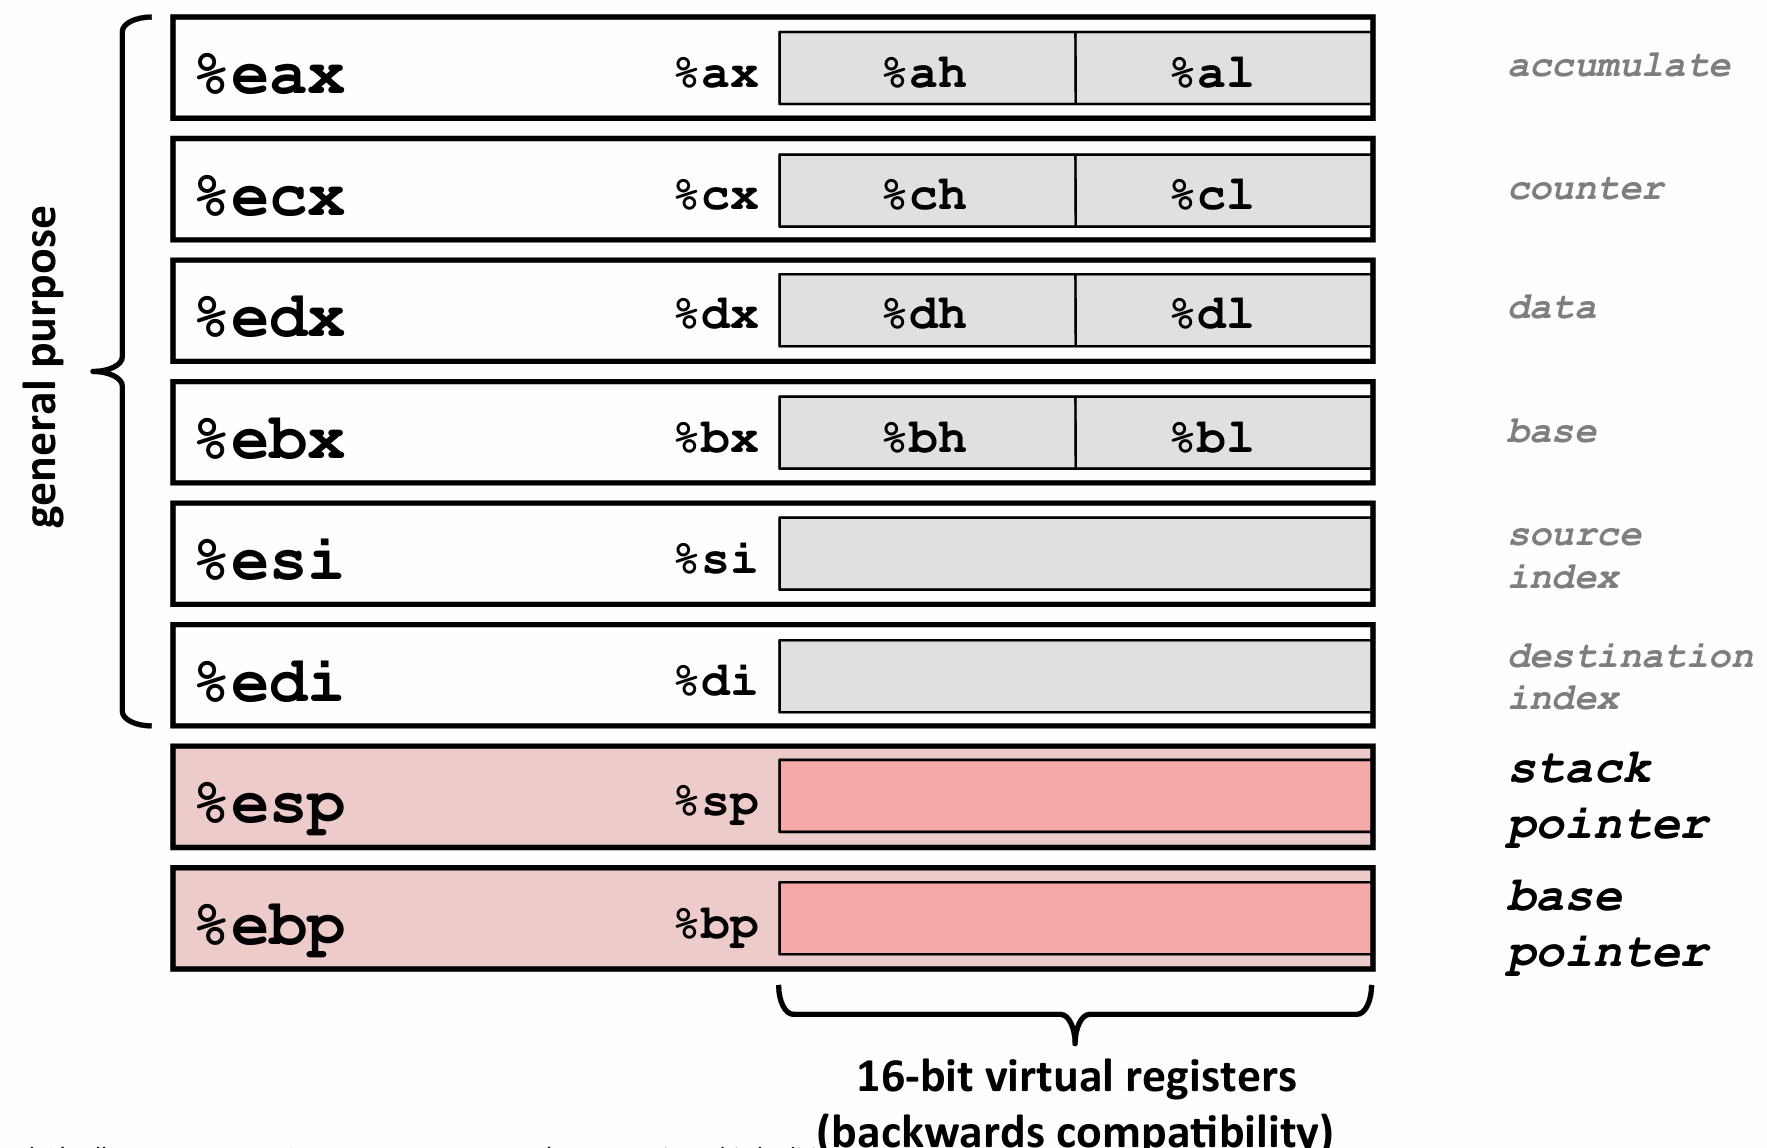 general purpose
%eax %ax %ah %al accumulate
%ecx %cx %ch %cl counter
%edx %dx %dh %dl data
%ebx %bx %bh %bl base
%esi %si source
index
%edi %di destination
index
%esp %sp stack
pointer
%ebp %bp base
pointer
16-bit virtual registers
(backwards compatibility)